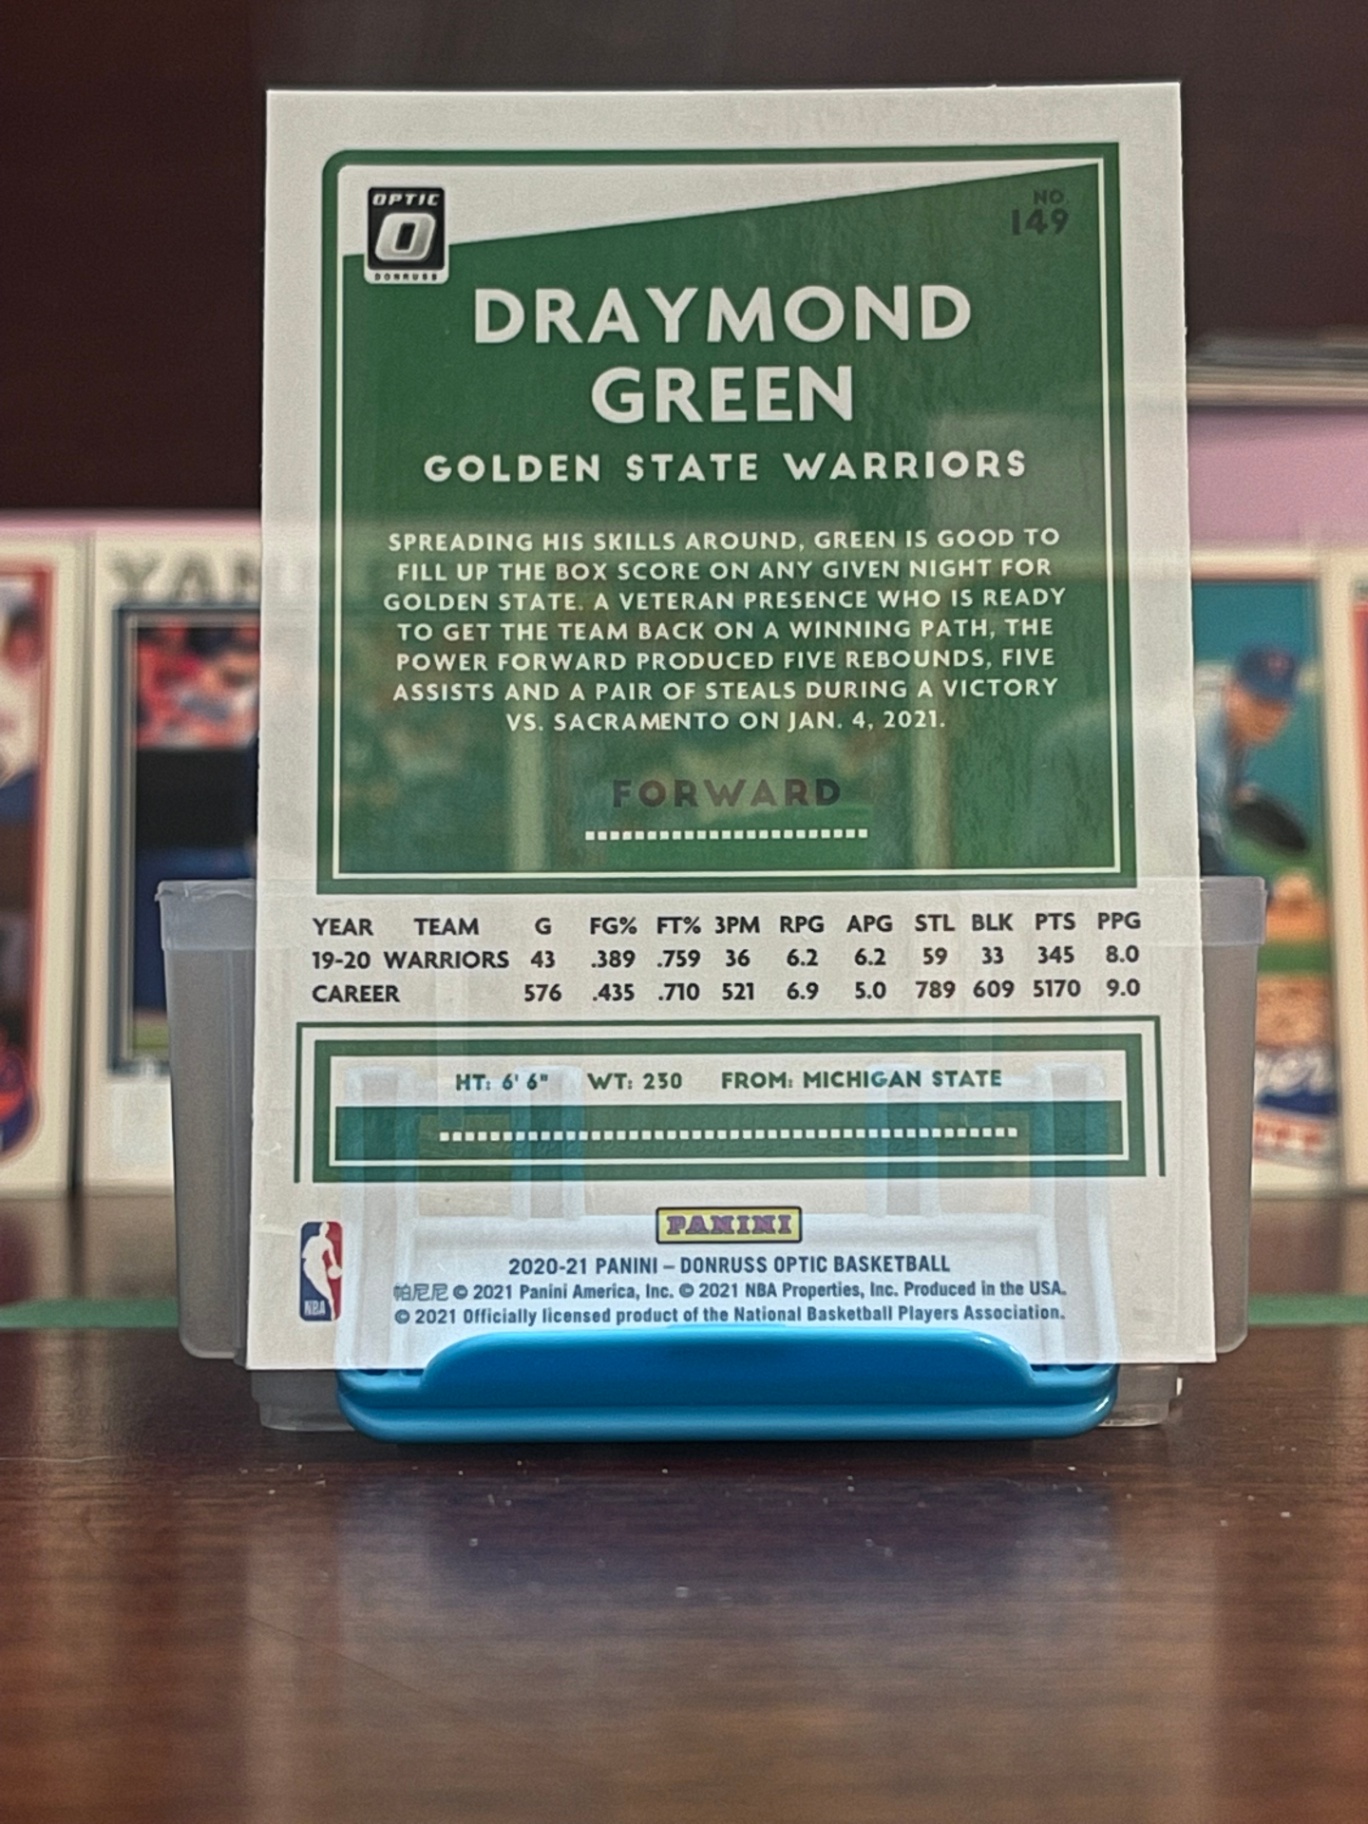 OPTIC
DONRUSS
NO.
149
DRAYMOND
GREEN
GOLDEN STATE WARRIORS
SPREADING HIS SKILLS AROUND, GREEN IS GOOD TO
FILL UP THE BOX SCORE ON ANY GIVEN NIGHT FOR
GOLDEN STATE. A VETERAN PRESENCE WHO IS READY
TO GET THE TEAM BACK ON A WINNING PATH, THE
POWER FORWARD PRODUCED FIVE REBOUNDS, FIVE
ASSISTS AND A PAIR OF STEALS DURING A VICTORY
VS. SACRAMENTO ON JAN. 4, 2021.
FORWARD
YEAR TEAM G FG% FT% 3PM RPG APG STL BLK PTS PPG
19-20 WARRIORS 43 .389 .759 36 6.2 6.2 59 33 345 8.0
CAREER 576 .435 .710 521 6.9 5.0 789 609 5170 9.0
HT: 6' 6" WT: 230 FROM: MICHIGAN STATE
PANINI
NBA
2020-21 PANINI – DONRUSS OPTIC BASKETBALL
帕尼尼 © 2021 Panini America, Inc. © 2021 NBA Properties, Inc. Produced in the USA.
© 2021 Officially licensed product of the National Basketball Players Association.